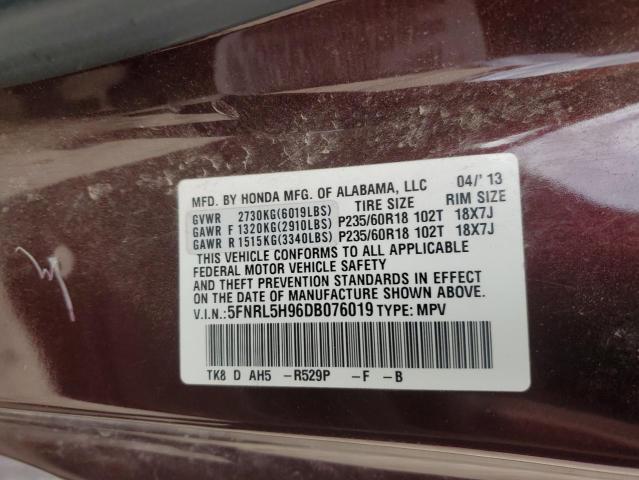 MFD. BY HONDA MFG. OF ALABAMA, LLC 04/'13
GVWR 2730KG(6019LBS) TIRE SIZE RIM SIZE
GAWR F 1320KG(2910LBS) P235/60R18 102T 18X7J
GAWR R 1515KG(3340LBS) P235/60R18 102T 18X7J
THIS VEHICLE CONFORMS TO ALL APPLICABLE
FEDERAL MOTOR VEHICLE SAFETY
AND THEFT PREVENTION STANDARDS IN EFFECT
ON THE DATE OF MANUFACTURE SHOWN ABOVE.
V.I.N.: 5FNRL5H96DB076019 TYPE: MPV
TK8 D AH5 -R529P -F -B